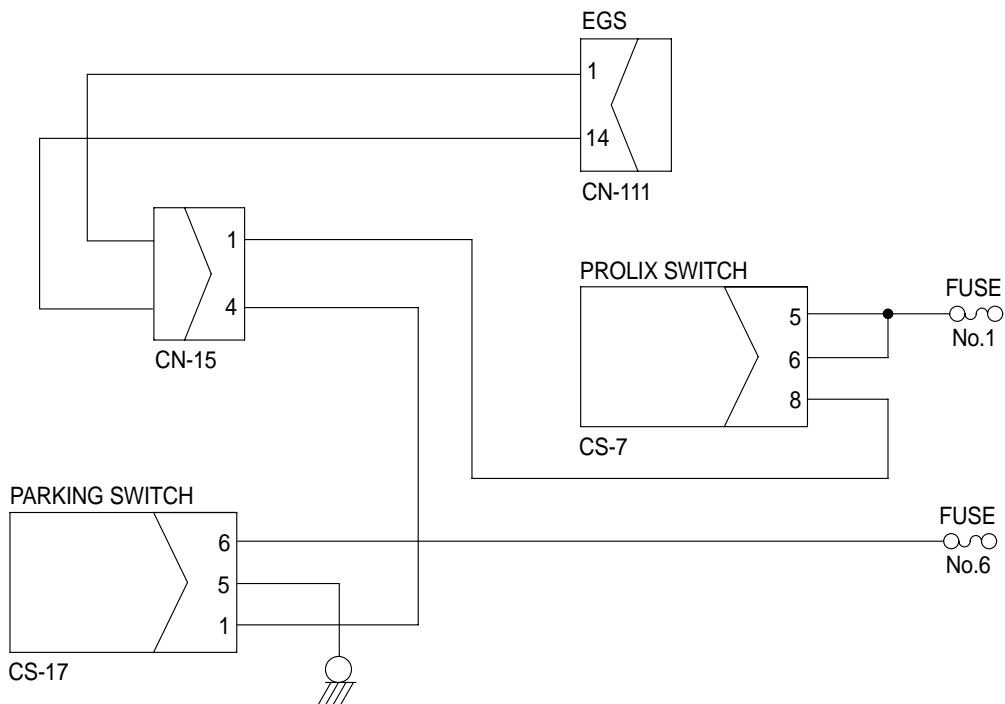 EGS
1
14
CN-111
1
4
CN-15
PROLIX SWITCH
5
6
8
CS-7
FUSE
No.1
PARKING SWITCH
6
5
1
CS-17
FUSE
No.6